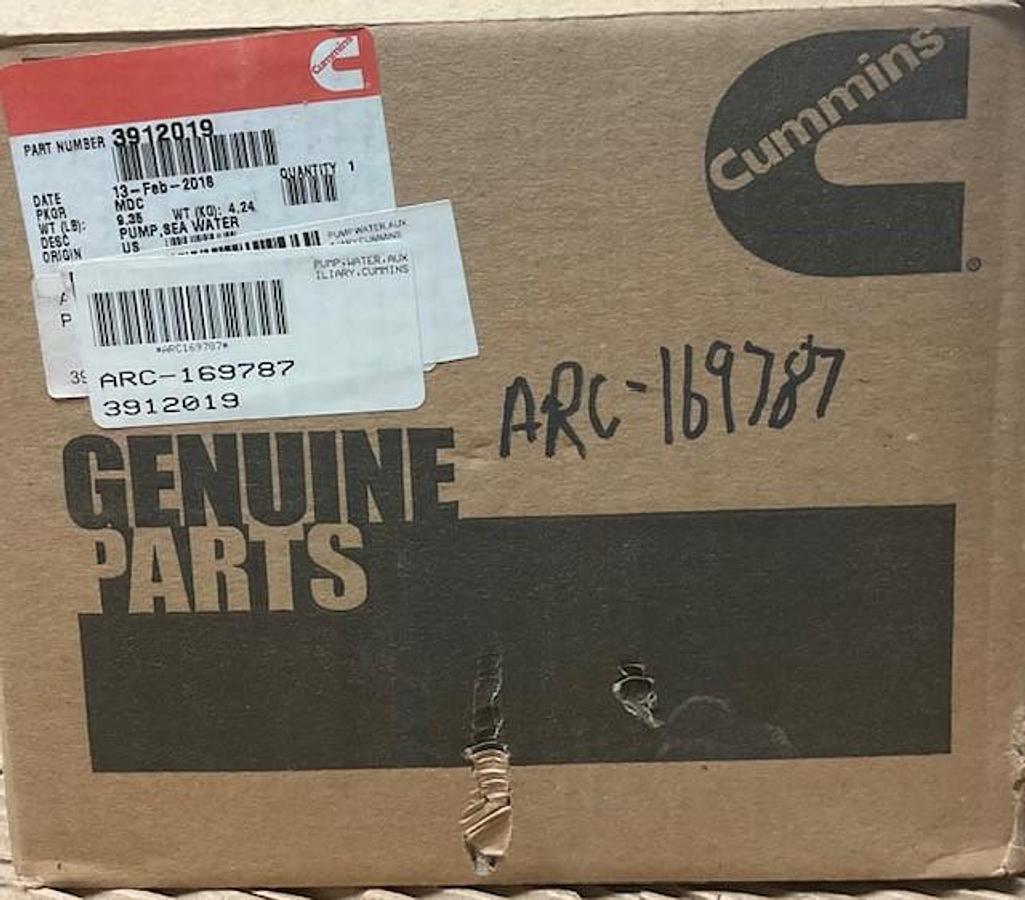 Cummins
Cummins
®
PART NUMBER 3912019
QUANTITY 1
DATE 13-Feb-2018
PKGR MDC
WT (LB): 9.35 WT (KG): 4.24
DESC PUMP,SEA WATER
ORIGIN US
PUMP,WATER,AUX
PUMP,WATER,AUX
ILIARY,CUMMINS
P
39
*ARC169787*
ARC-169787
3912019
ARC-169787
GENUINE
PARTS